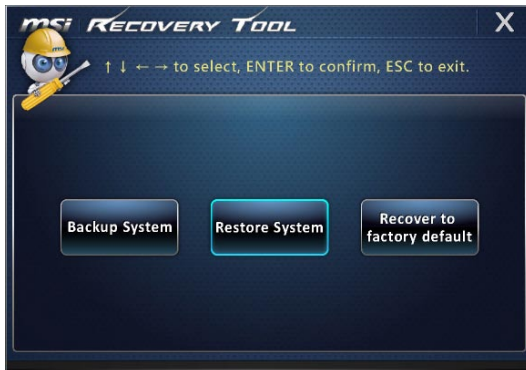 msi RECOVERY TOOL X
↑ ↓ ← → to select, ENTER to confirm, ESC to exit.
Backup System
Restore System
Recover to
factory default